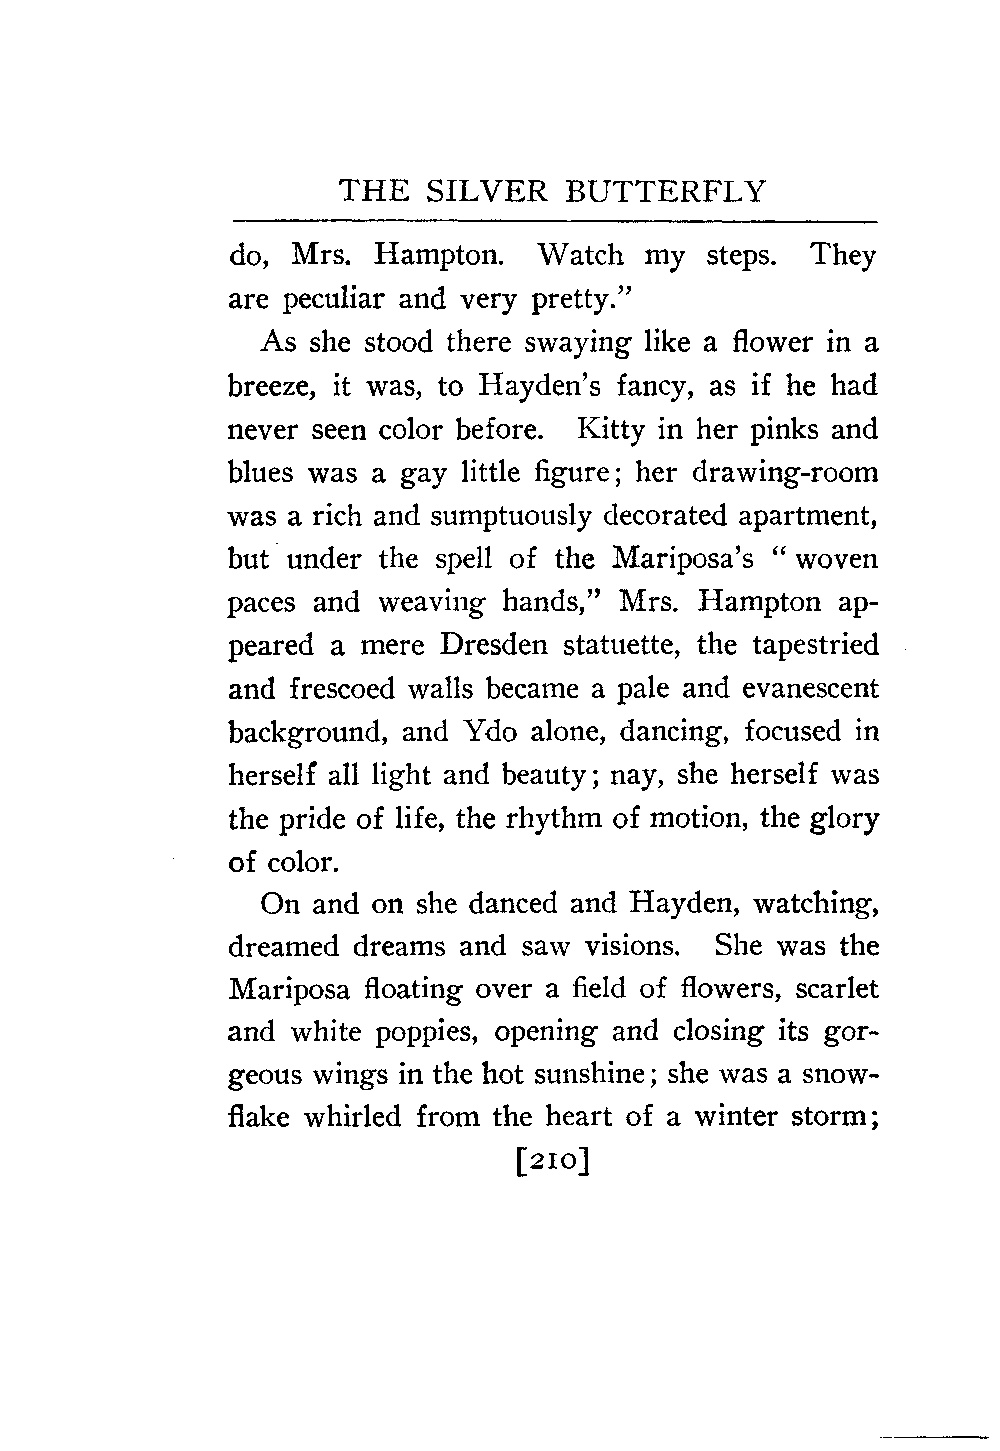 THE SILVER BUTTERFLY
do, Mrs. Hampton. Watch my steps. They
are peculiar and very pretty.”
As she stood there swaying like a flower in a
breeze, it was, to Hayden’s fancy, as if he had
never seen color before. Kitty in her pinks and
blues was a gay little figure; her drawing-room
was a rich and sumptuously decorated apartment,
but under the spell of the Mariposa’s “ woven
paces and weaving hands,” Mrs. Hampton ap-
peared a mere Dresden statuette, the tapestried
and frescoed walls became a pale and evanescent
background, and Ydo alone, dancing, focused in
herself all light and beauty; nay, she herself was
the pride of life, the rhythm of motion, the glory
of color.
On and on she danced and Hayden, watching,
dreamed dreams and saw visions. She was the
Mariposa floating over a field of flowers, scarlet
and white poppies, opening and closing its gor-
geous wings in the hot sunshine; she was a snow-
flake whirled from the heart of a winter storm;
[210]